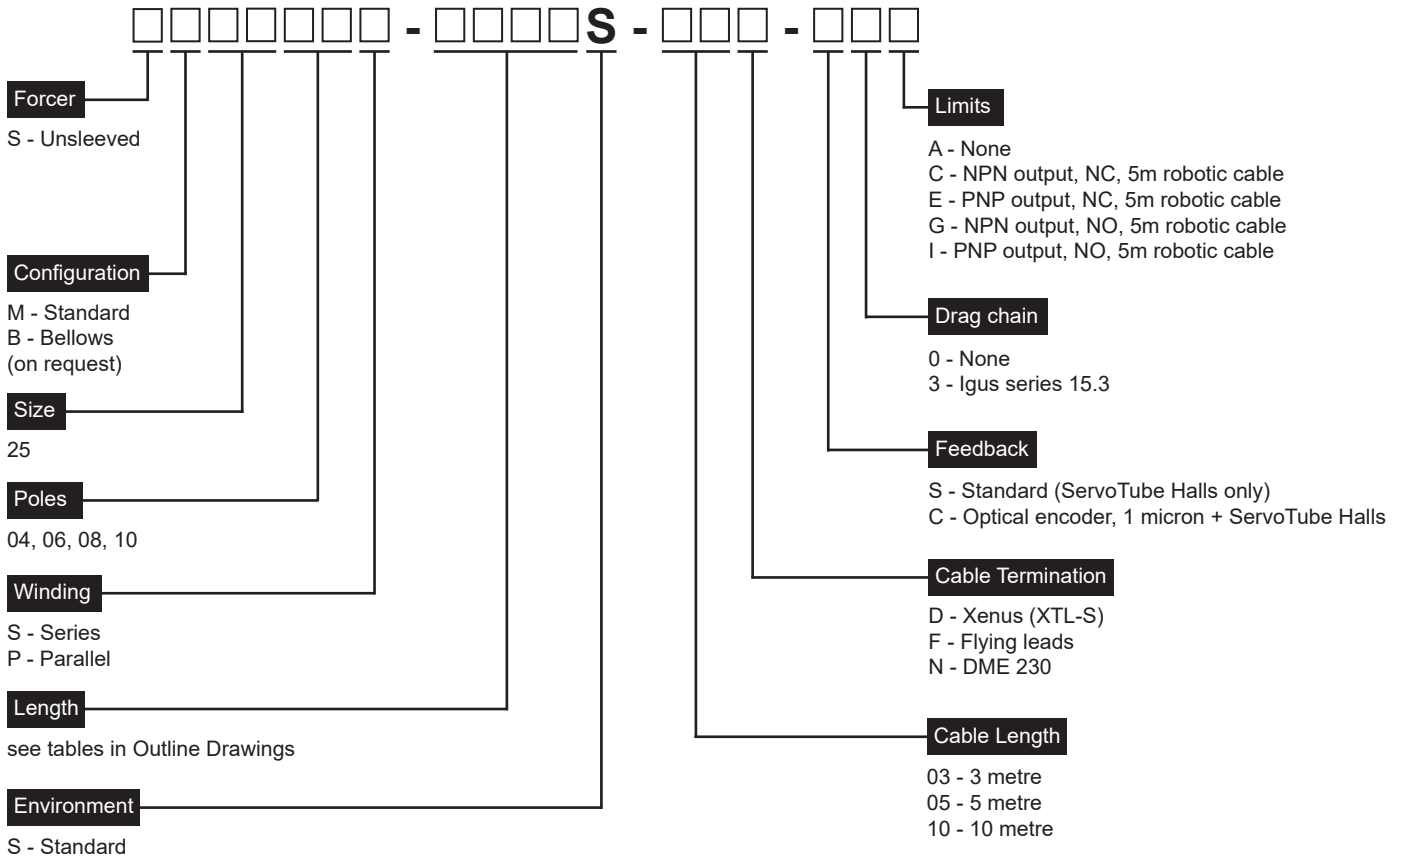 □□□□□□□ - □□□□S - □□□ - □□□
Forcer
S - Unsleeved
Configuration
M - Standard
B - Bellows
(on request)
Size
25
Poles
04, 06, 08, 10
Winding
S - Series
P - Parallel
Length
see tables in Outline Drawings
Environment
S - Standard
Limits
A - None
C - NPN output, NC, 5m robotic cable
E - PNP output, NC, 5m robotic cable
G - NPN output, NO, 5m robotic cable
I - PNP output, NO, 5m robotic cable
Drag chain
0 - None
3 - Igus series 15.3
Feedback
S - Standard (ServoTube Halls only)
C - Optical encoder, 1 micron + ServoTube Halls
Cable Termination
D - Xenus (XTL-S)
F - Flying leads
N - DME 230
Cable Length
03 - 3 metre
05 - 5 metre
10 - 10 metre